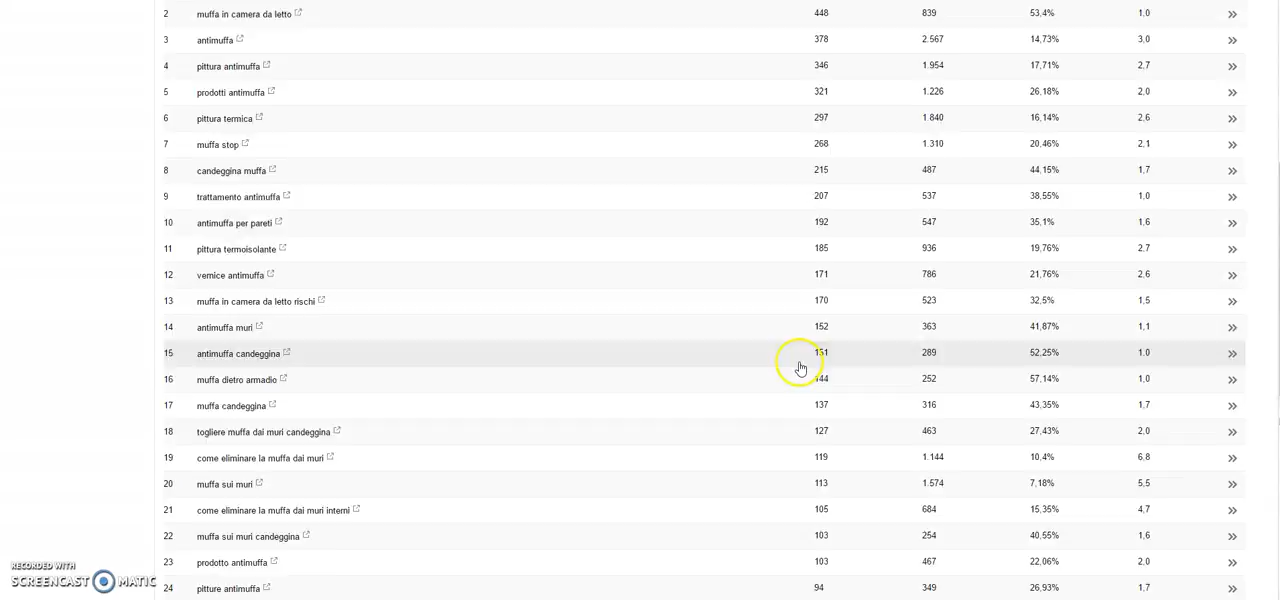 2 muffa in camera da letto 448 839 53,4% 1,0 »
3 antimuffa 378 2.567 14,73% 3,0 »
4 pittura antimuffa 346 1.954 17,71% 2,7 »
5 prodotti antimuffa 321 1.226 26,18% 2,0 »
6 pittura termica 297 1.840 16,14% 2,6 »
7 muffa stop 268 1.310 20,46% 2,1 »
8 candeggina muffa 215 487 44,15% 1,7 »
9 trattamento antimuffa 207 537 38,55% 1,0 »
10 antimuffa per pareti 192 547 35,1% 1,6 »
11 pittura termoisolante 185 936 19,76% 2,7 »
12 vernice antimuffa 171 786 21,76% 2,6 »
13 muffa in camera da letto rischi 170 523 32,5% 1,5 »
14 antimuffa muri 152 363 41,87% 1,1 »
15 antimuffa candeggina 151 289 52,25% 1,0 »
16 muffa dietro armadio 144 252 57,14% 1,0 »
17 muffa candeggina 137 316 43,35% 1,7 »
18 togliere muffa dai muri candeggina 127 463 27,43% 2,0 »
19 come eliminare la muffa dai muri 119 1.144 10,4% 6,8 »
20 muffa sui muri 113 1.574 7,18% 5,5 »
21 come eliminare la muffa dai muri interni 105 684 15,35% 4,7 »
22 muffa sui muri candeggina 103 254 40,55% 1,6 »
23 prodotto antimuffa 103 467 22,06% 2,0 »
24 pitture antimuffa 94 349 26,93% 1,7 »
RECORDED WITH
SCREENCAST MATIC